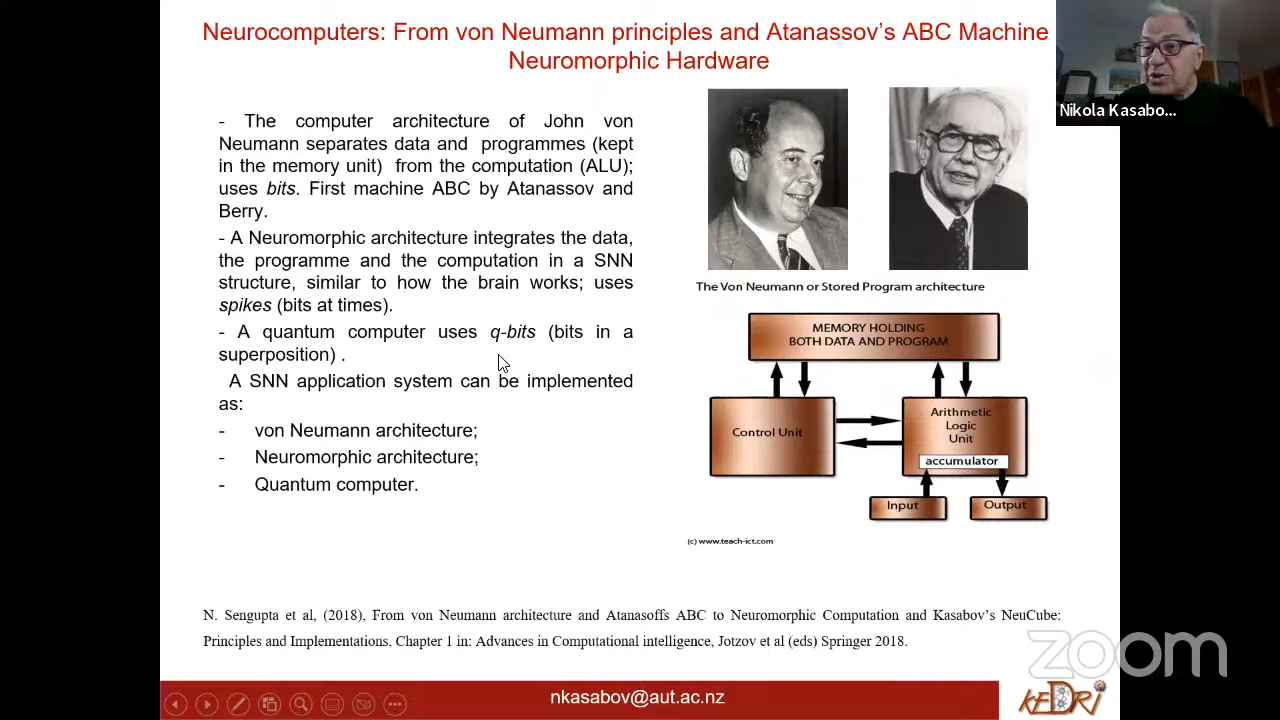 Neurocomputers: From von Neumann principles and Atanassov's ABC Machine
Neuromorphic Hardware
Nikola Kasabo...
- The computer architecture of John von
Neumann separates data and programmes (kept
in the memory unit) from the computation (ALU);
uses bits. First machine ABC by Atanassov and
Berry.
- A Neuromorphic architecture integrates the data,
the programme and the computation in a SNN
structure, similar to how the brain works; uses
spikes (bits at times).
- A quantum computer uses q-bits (bits in a
superposition) .
A SNN application system can be implemented
as:
- von Neumann architecture;
- Neuromorphic architecture;
- Quantum computer.
The Von Neumann or Stored Program architecture
MEMORY HOLDING
BOTH DATA AND PROGRAM
Control Unit
Arithmetic
Logic
Unit
accumulator
Input
Output
(c) www.teach-ict.com
N. Sengupta et al, (2018), From von Neumann architecture and Atanasoffs ABC to Neuromorphic Computation and Kasabov's NeuCube:
Principles and Implementations, Chapter 1 in: Advances in Computational intelligence, Jotzov et al (eds) Springer 2018.
zoom
nkasabov@aut.ac.nz
KEDRI